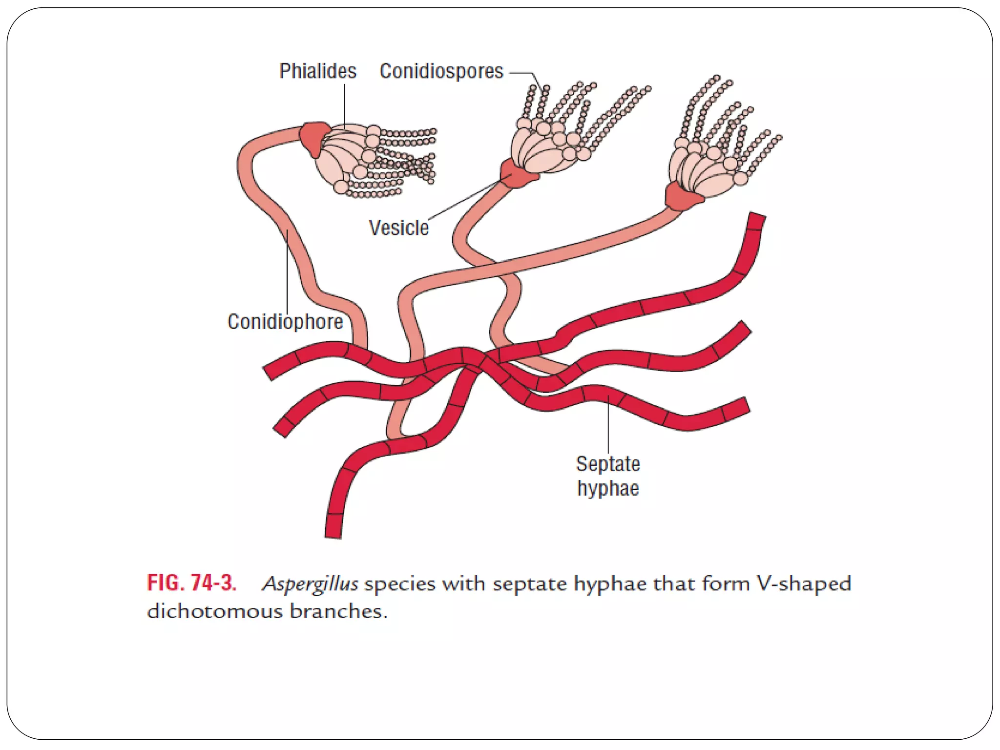 Phialides
Conidiospores
Vesicle
Conidiophore
Septate
hyphae
FIG. 74-3. Aspergillus species with septate hyphae that form V-shaped
dichotomous branches.